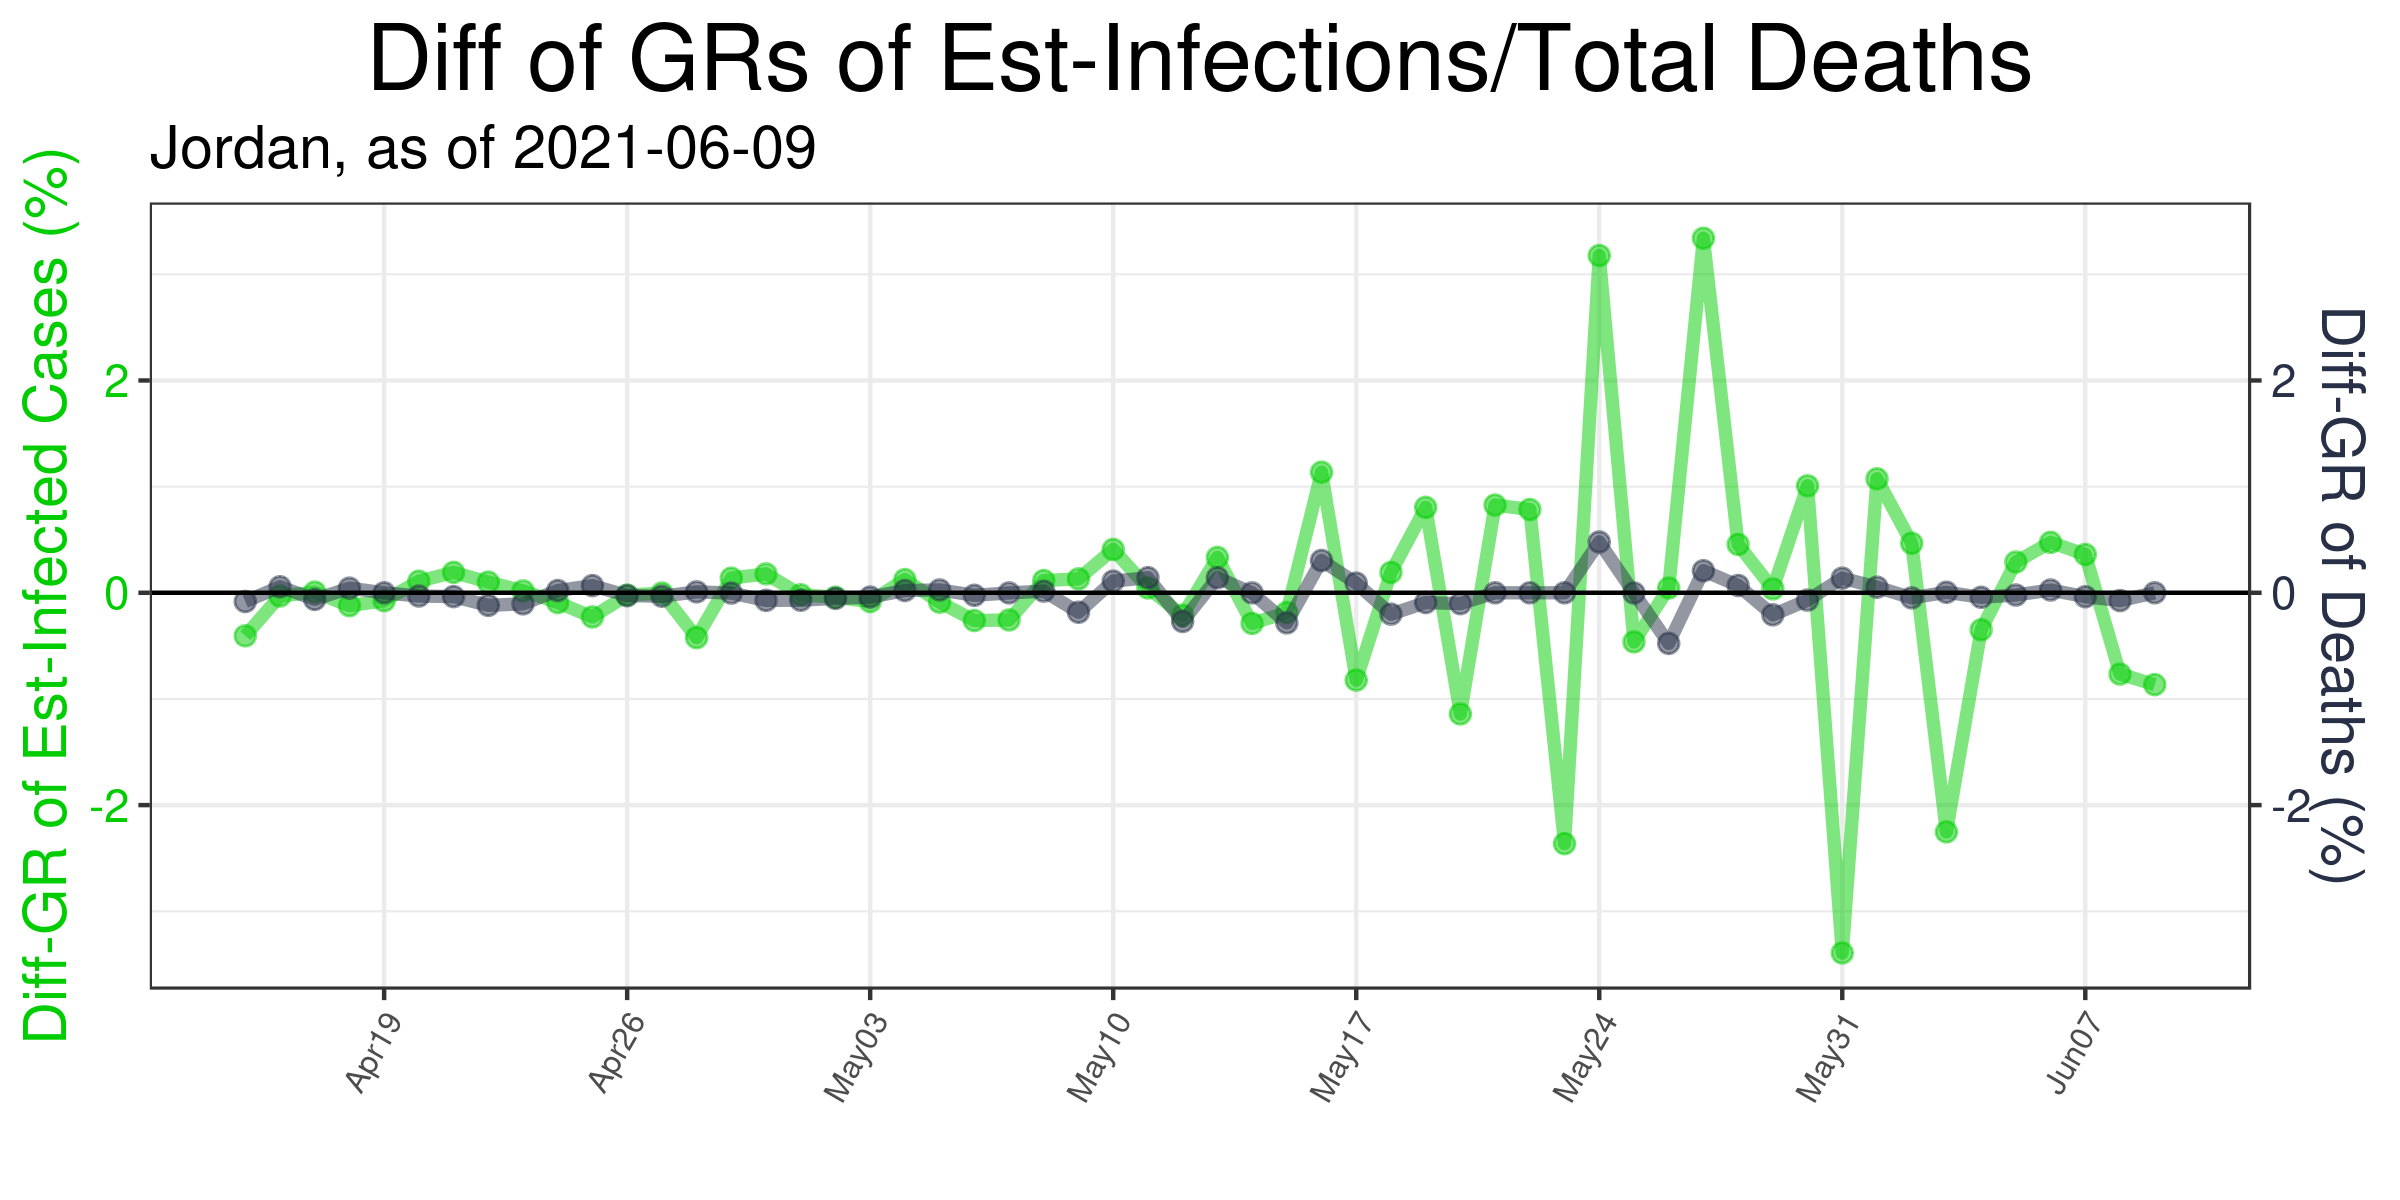 Diff of GRs of Est-Infections/Total Deaths
Jordan, as of 2021-06-09
Diff-GR of Est-Infected Cases (%)
2
0
-2
2
0
-2
Diff-GR of Deaths (%)
Apr19
Apr26
May03
May10
May17
May24
May31
Jun07